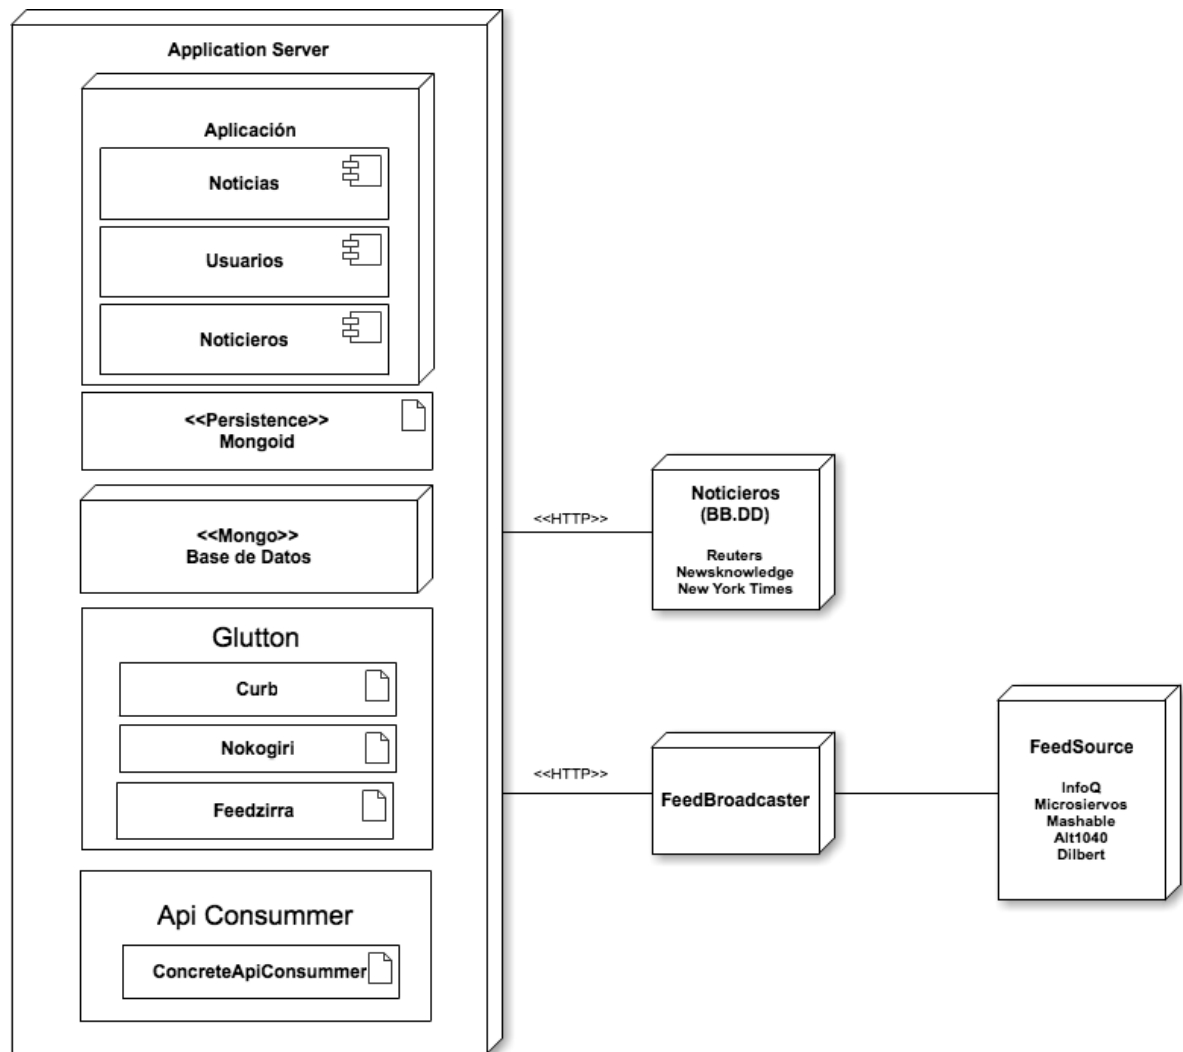 Application Server
Aplicación
Noticias
Usuarios
Noticieros
<<Persistence>>
Mongoid
<<Mongo>>
Base de Datos
Glutton
Curb
Nokogiri
Feedzirra
Api Consummer
ConcreteApiConsummer
<<HTTP>>
Noticieros
(BB.DD)
Reuters
Newsknowledge
New York Times
<<HTTP>>
FeedBroadcaster
FeedSource
InfoQ
Microsiervos
Mashable
Alt1040
Dilbert